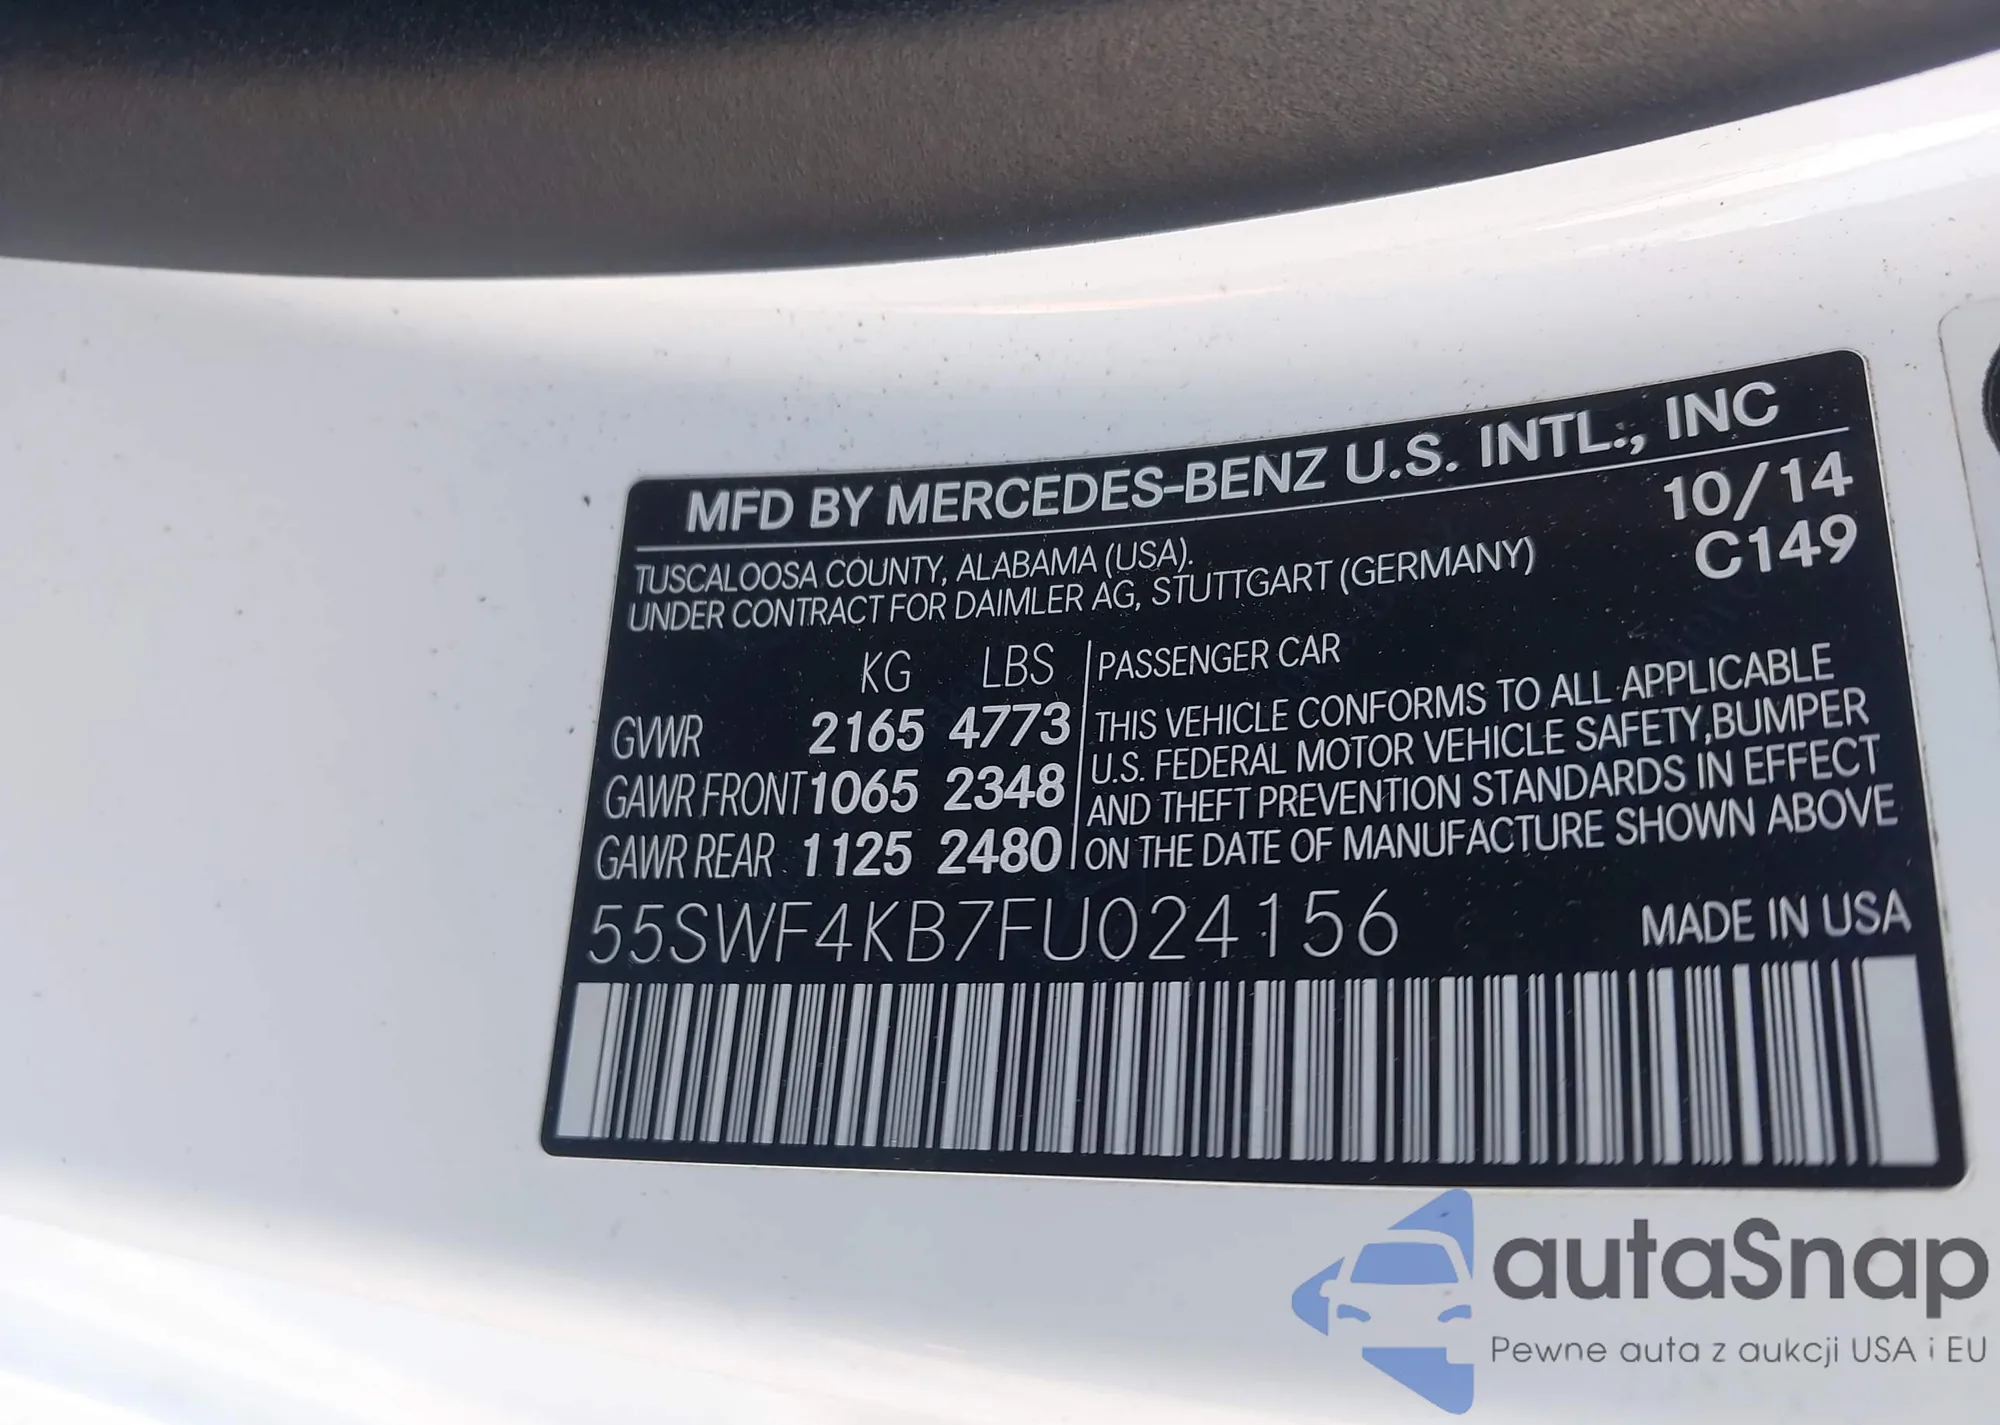 MFD BY MERCEDES-BENZ U.S. INTL., INC
10/14
TUSCALOOSA COUNTY, ALABAMA (USA).
C149
UNDER CONTRACT FOR DAIMLER AG, STUTTGART (GERMANY)
KG LBS PASSENGER CAR
GVWR 2165 4773 THIS VEHICLE CONFORMS TO ALL APPLICABLE
U.S. FEDERAL MOTOR VEHICLE SAFETY,BUMPER
GAWR FRONT 1065 2348 AND THEFT PREVENTION STANDARDS IN EFFECT
GAWR REAR 1125 2480 ON THE DATE OF MANUFACTURE SHOWN ABOVE
55SWF4KB7FU024156 MADE IN USA
autaSnap
Pewne auta z aukcji USA i EU